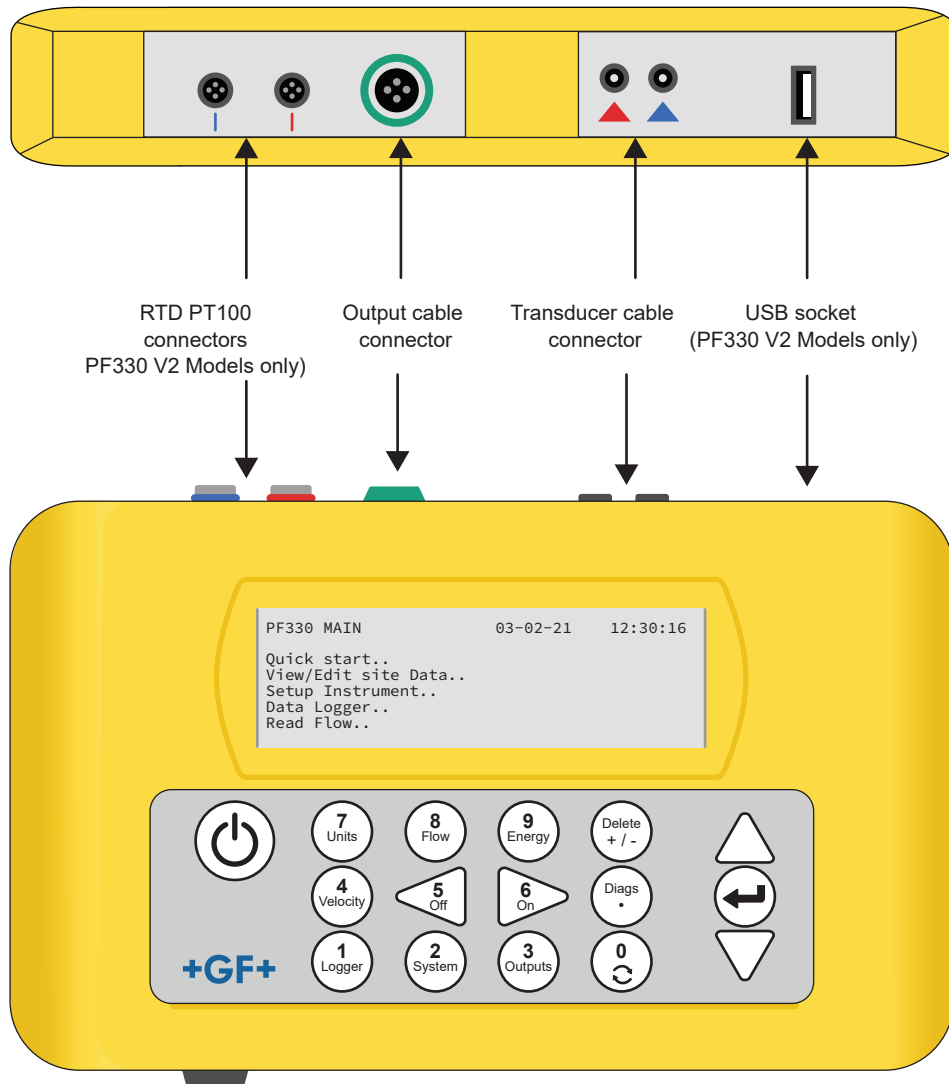 RTD PT100
connectors
PF330 V2 Models only)
Output cable
connector
Transducer cable
connector
USB socket
(PF330 V2 Models only)
PF330 MAIN 03-02-21 12:30:16
Quick start..
View/Edit site Data..
Setup Instrument..
Data Logger..
Read Flow..
7
Units
8
Flow
9
Energy
Delete
+ / -
4
Velocity
5
Off
6
On
Diags
.
1
Logger
2
System
3
Outputs
0
+GF+